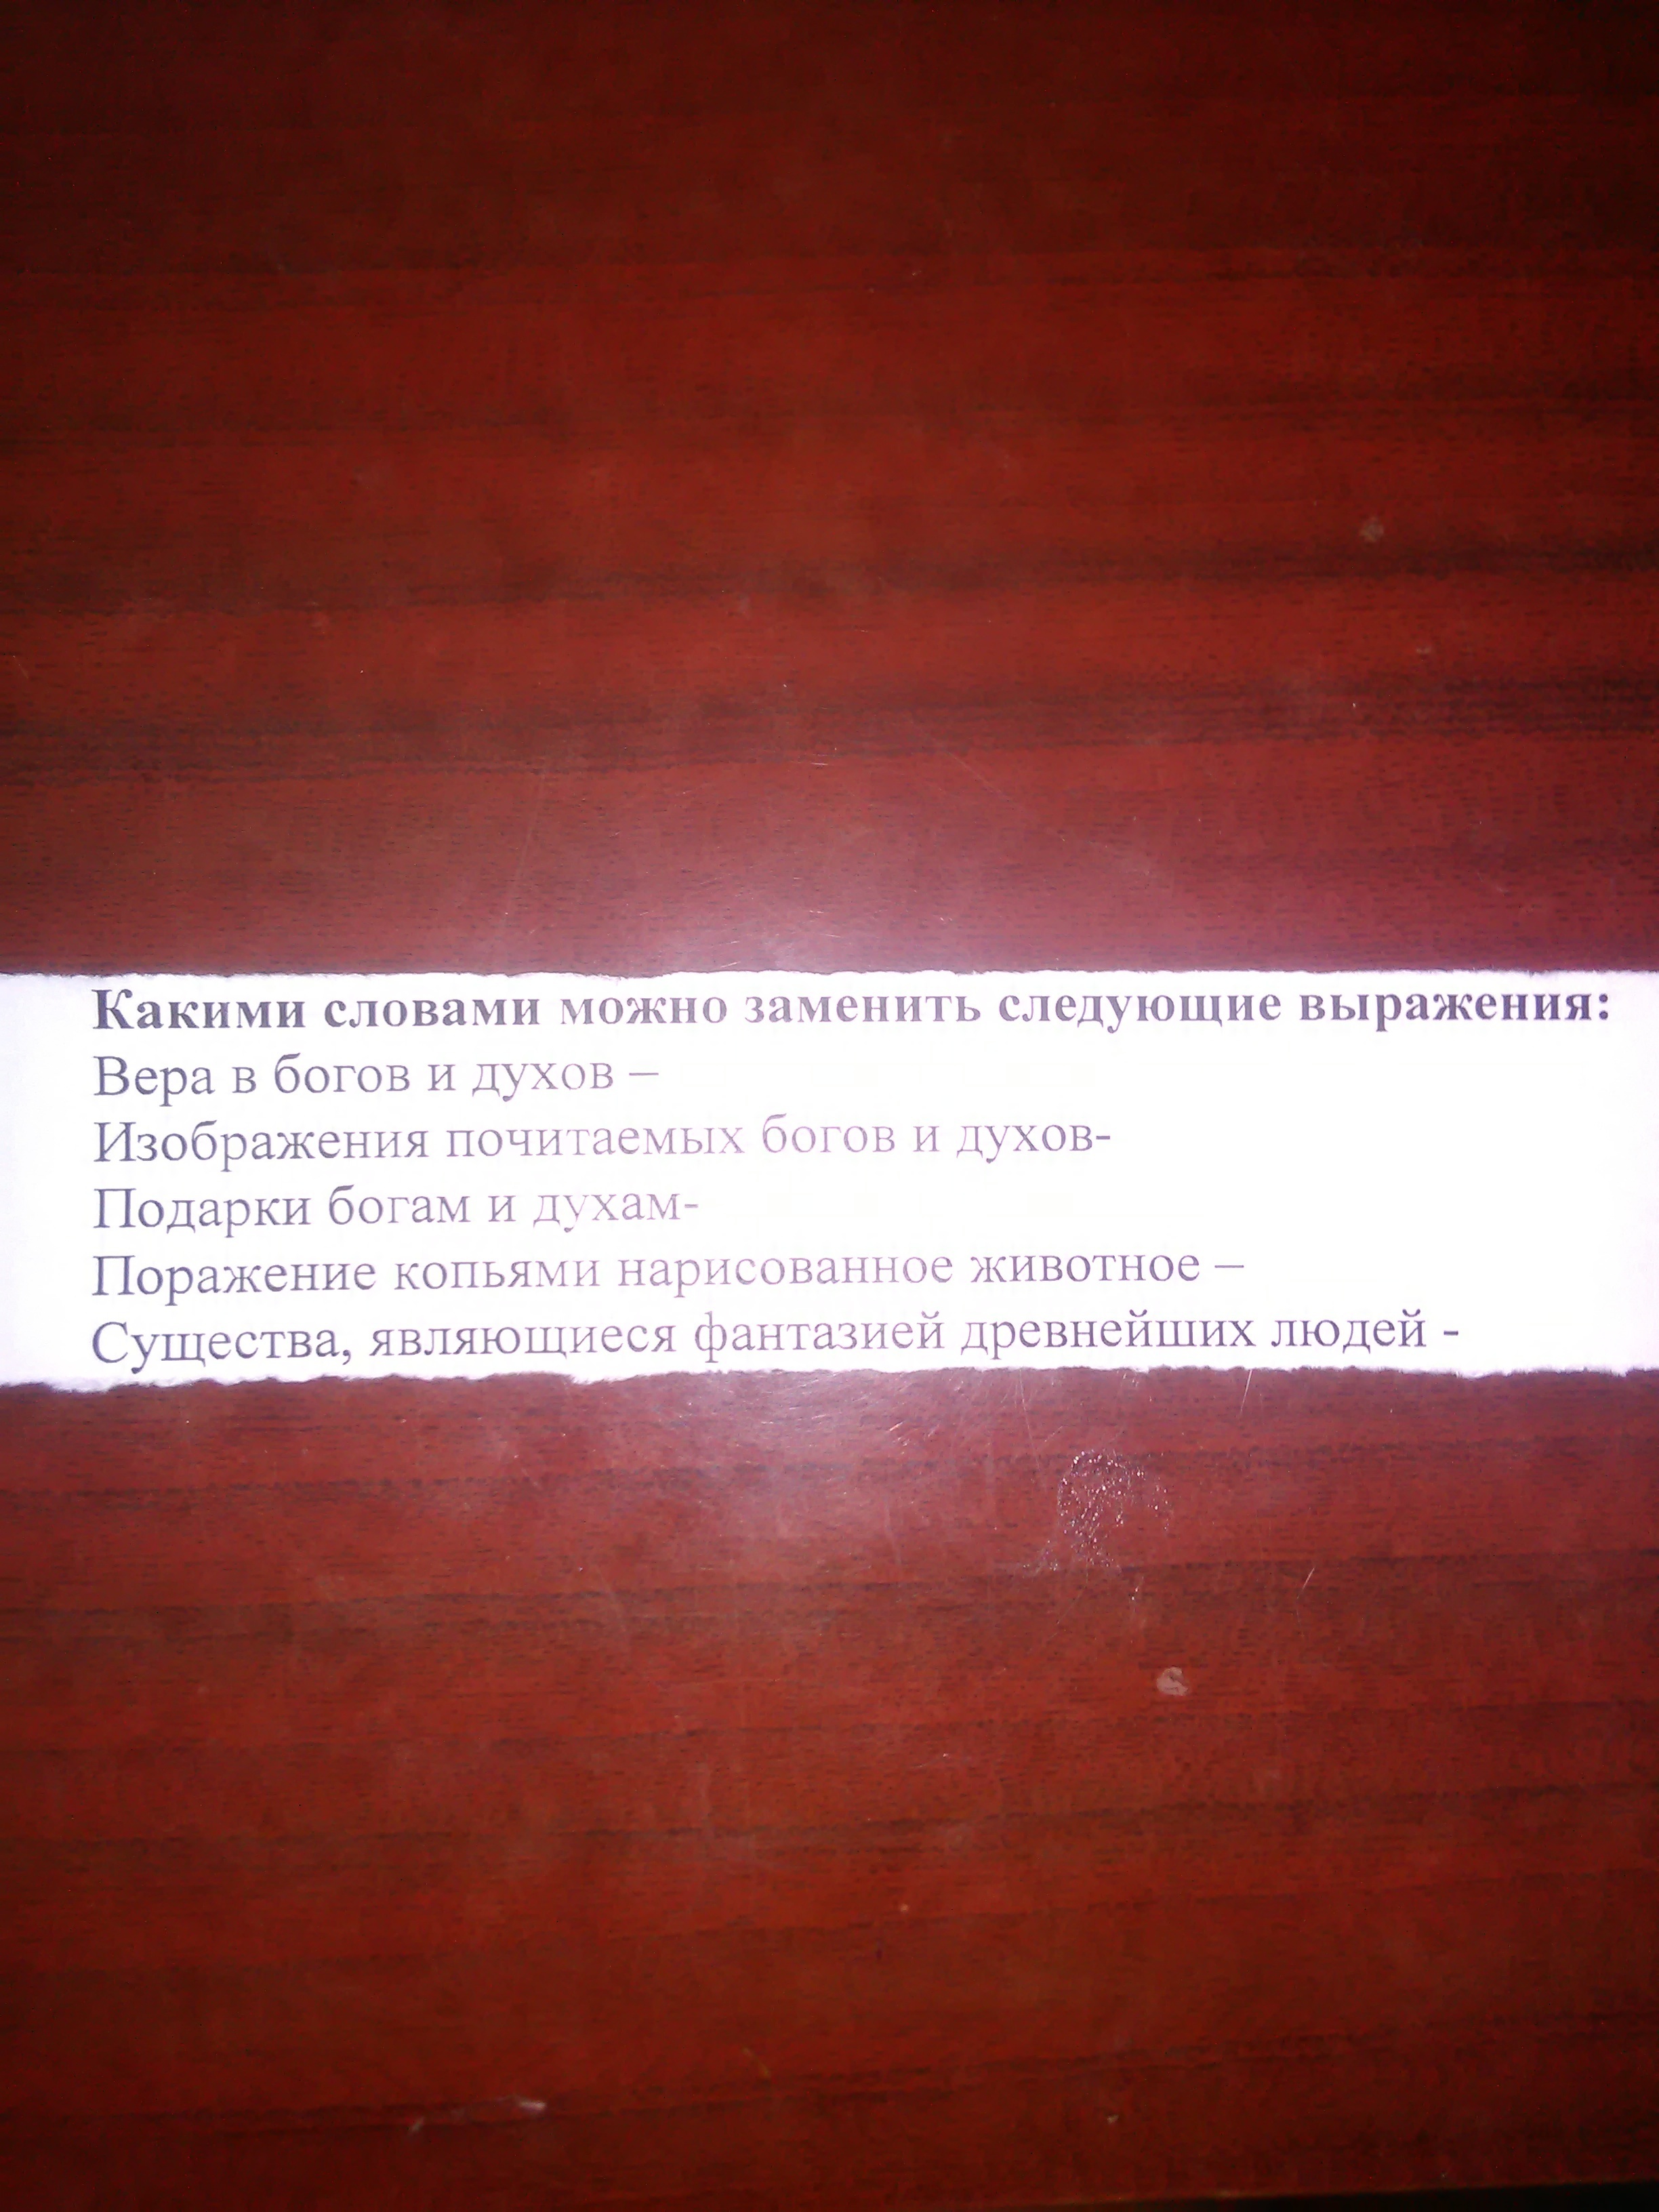 Какими словами можно заменить следующие выражения:
Вера в богов и духов –
Изображения почитаемых богов и духов-
Подарки богам и духам-
Поражение копьями нарисованное животное –
Существа, являющиеся фантазией древнейших людей -